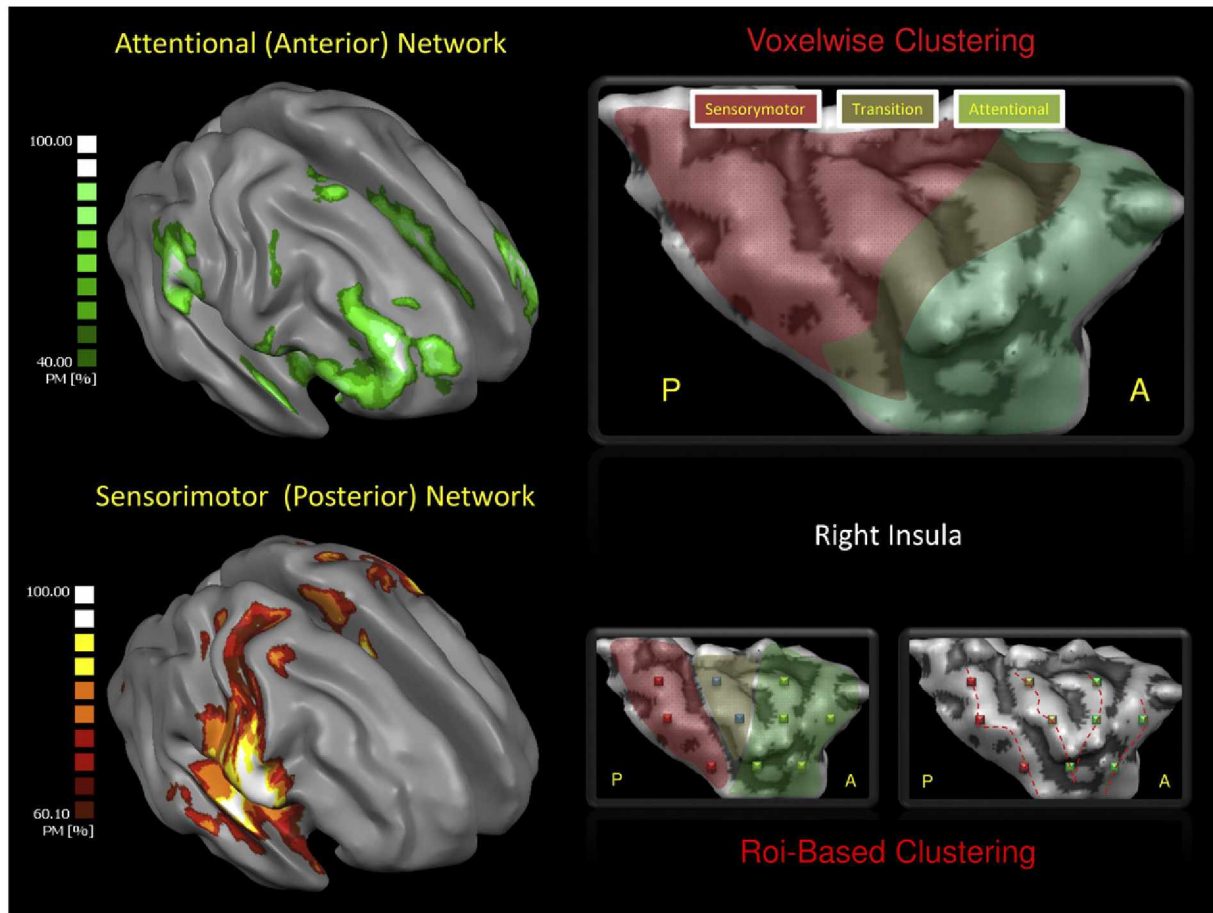 Attentional (Anterior) Network
100.00
40.00
PM [%]
Voxelwise Clustering
Sensorymotor
Transition
Attentional
P
A
Sensorimotor (Posterior) Network
100.00
60.10
PM [%]
Right Insula
P
A
P
A
Roi-Based Clustering